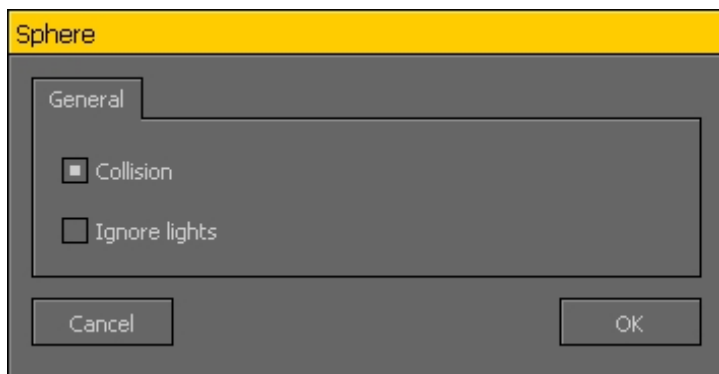 Sphere
General
Collision
Ignore lights
Cancel OK